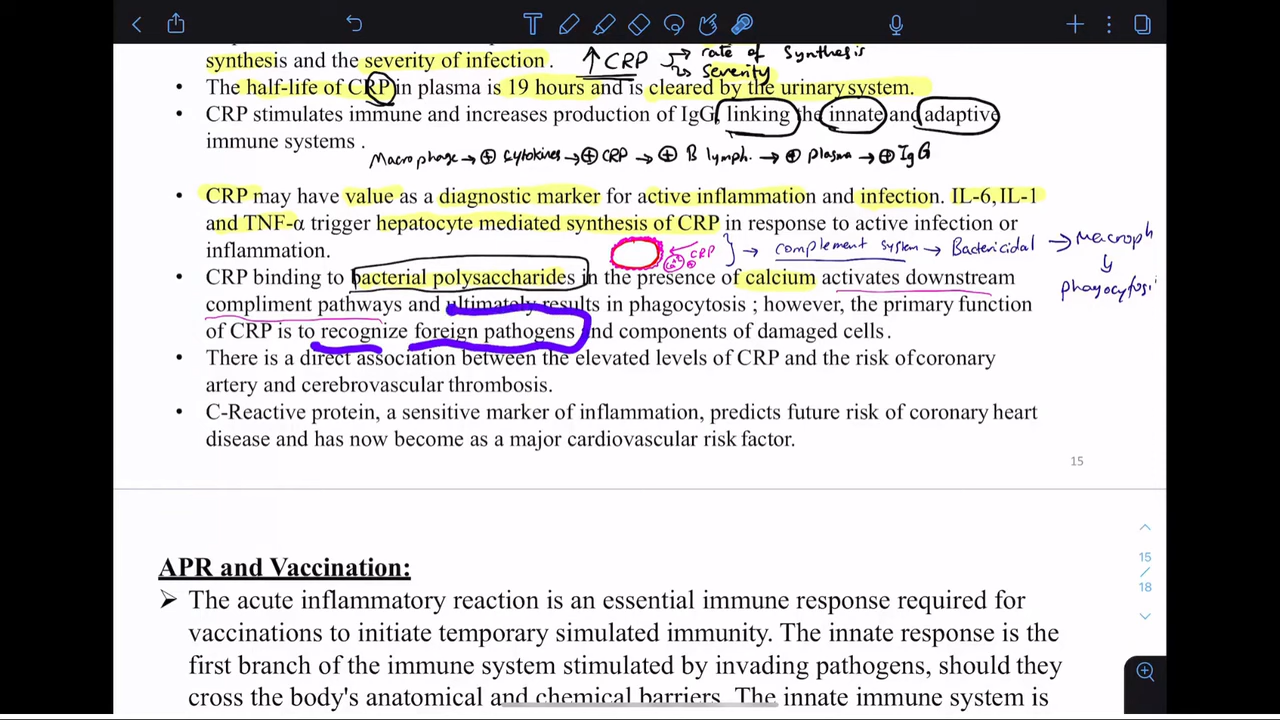 synthesis and the severity of infection . ↑CRP → rate of synthesis
→ severity
• The half-life of CRP in plasma is 19 hours and is cleared by the urinary system.
• CRP stimulates immune and increases production of IgG, linking the innate and adaptive
immune systems .
Macrophage → ⊕ cytokines → ⊕ CRP → ⊕ B lymph. → ⊕ plasma → ⊕ IgG
• CRP may have value as a diagnostic marker for active inflammation and infection. IL-6, IL-1
and TNF-α trigger hepatocyte mediated synthesis of CRP in response to active infection or
inflammation.
← CRP } → complement system → Bactericidal → Macroph
↓
phagocytosi
• CRP binding to bacterial polysaccharides in the presence of calcium activates downstream
compliment pathways and ultimately results in phagocytosis ; however, the primary function
of CRP is to recognize foreign pathogens and components of damaged cells .
• There is a direct association between the elevated levels of CRP and the risk of coronary
artery and cerebrovascular thrombosis.
• C-Reactive protein, a sensitive marker of inflammation, predicts future risk of coronary heart
disease and has now become as a major cardiovascular risk factor.
15
15
/
18
APR and Vaccination:
➢ The acute inflammatory reaction is an essential immune response required for
vaccinations to initiate temporary simulated immunity. The innate response is the
first branch of the immune system stimulated by invading pathogens, should they
cross the body's anatomical and chemical barriers. The innate immune system is